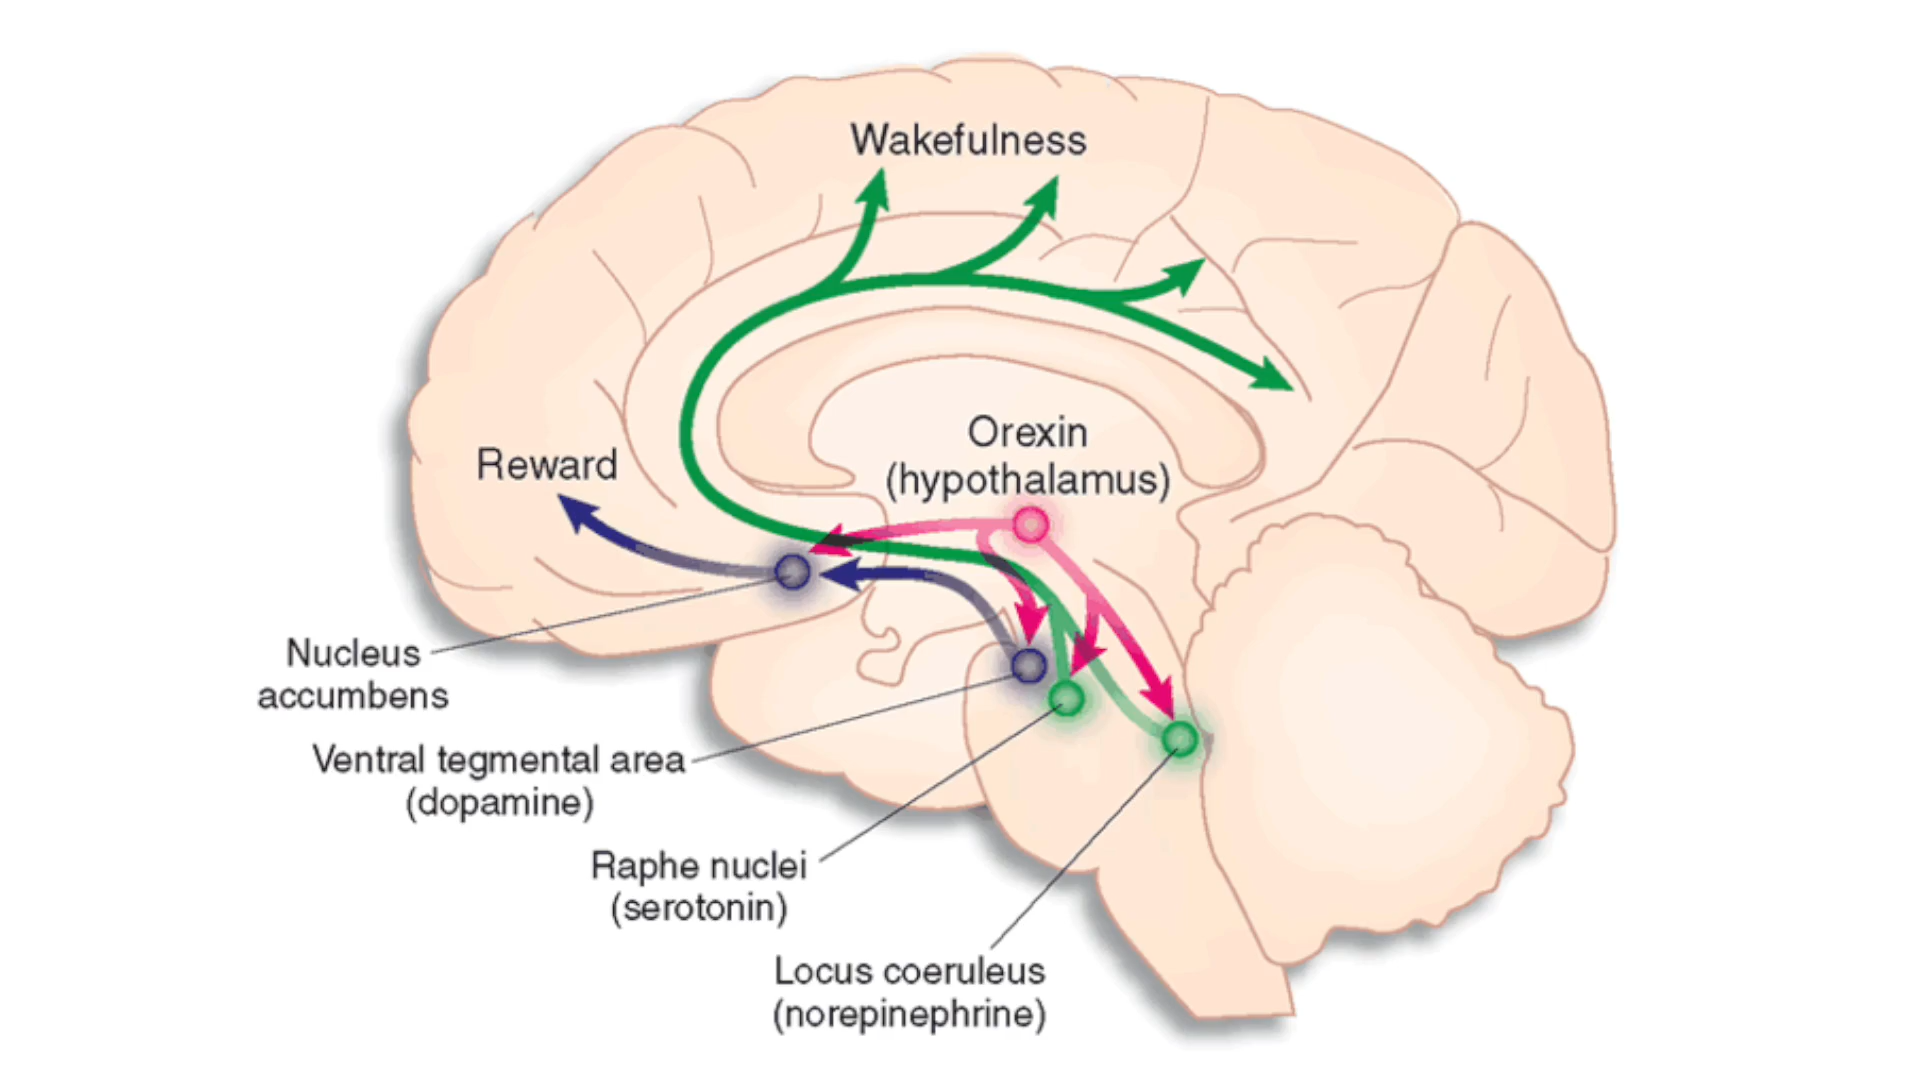 Wakefulness
Orexin
(hypothalamus)
Reward
Nucleus
accumbens
Ventral tegmental area
(dopamine)
Raphe nuclei
(serotonin)
Locus coeruleus
(norepinephrine)